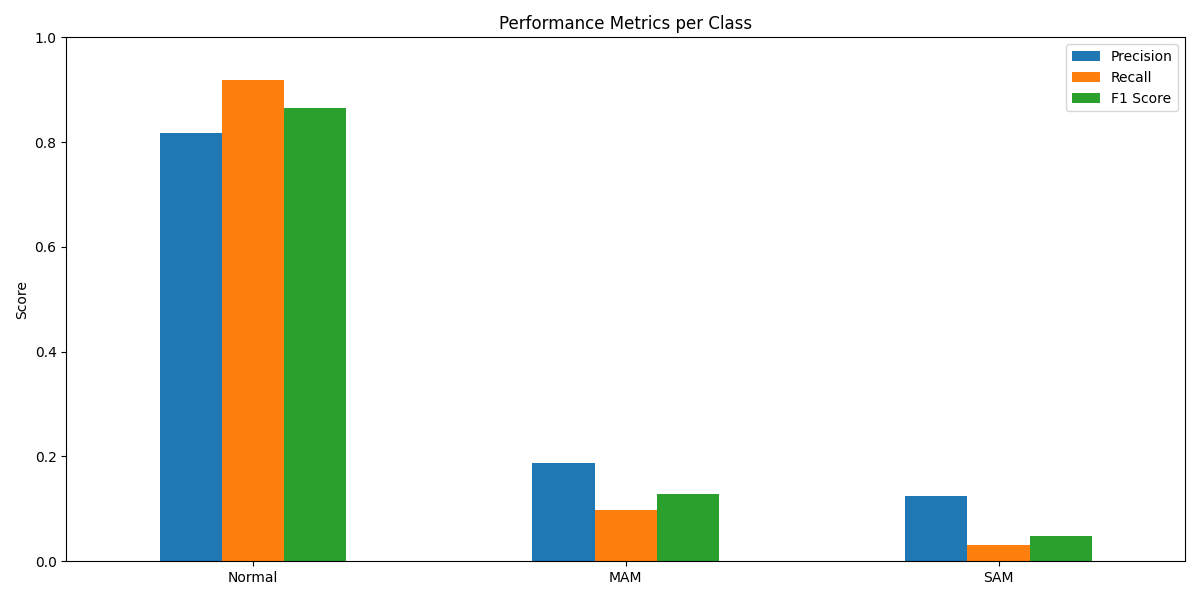 Performance Metrics per Class
1.0
Precision
Recall
F1 Score
0.8
0.6
Score
0.4
0.2
0.0
Normal
MAM
SAM